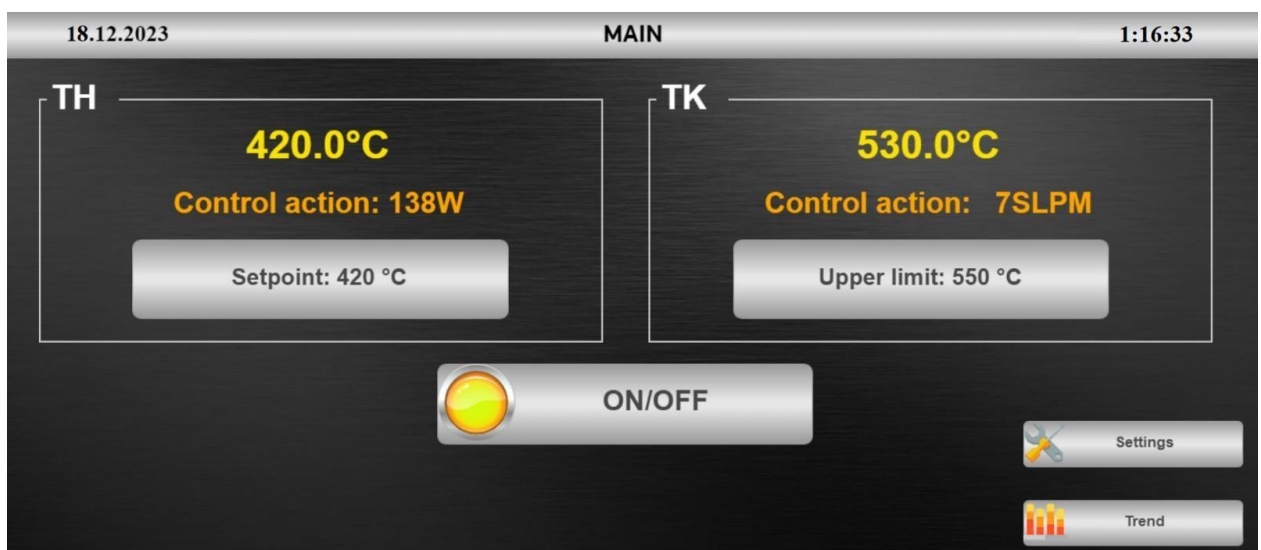 18.12.2023 MAIN 1:16:33
TH
420.0°C
Control action: 138W
Setpoint: 420 °C
TK
530.0°C
Control action: 7SLPM
Upper limit: 550 °C
ON/OFF
Settings
Trend